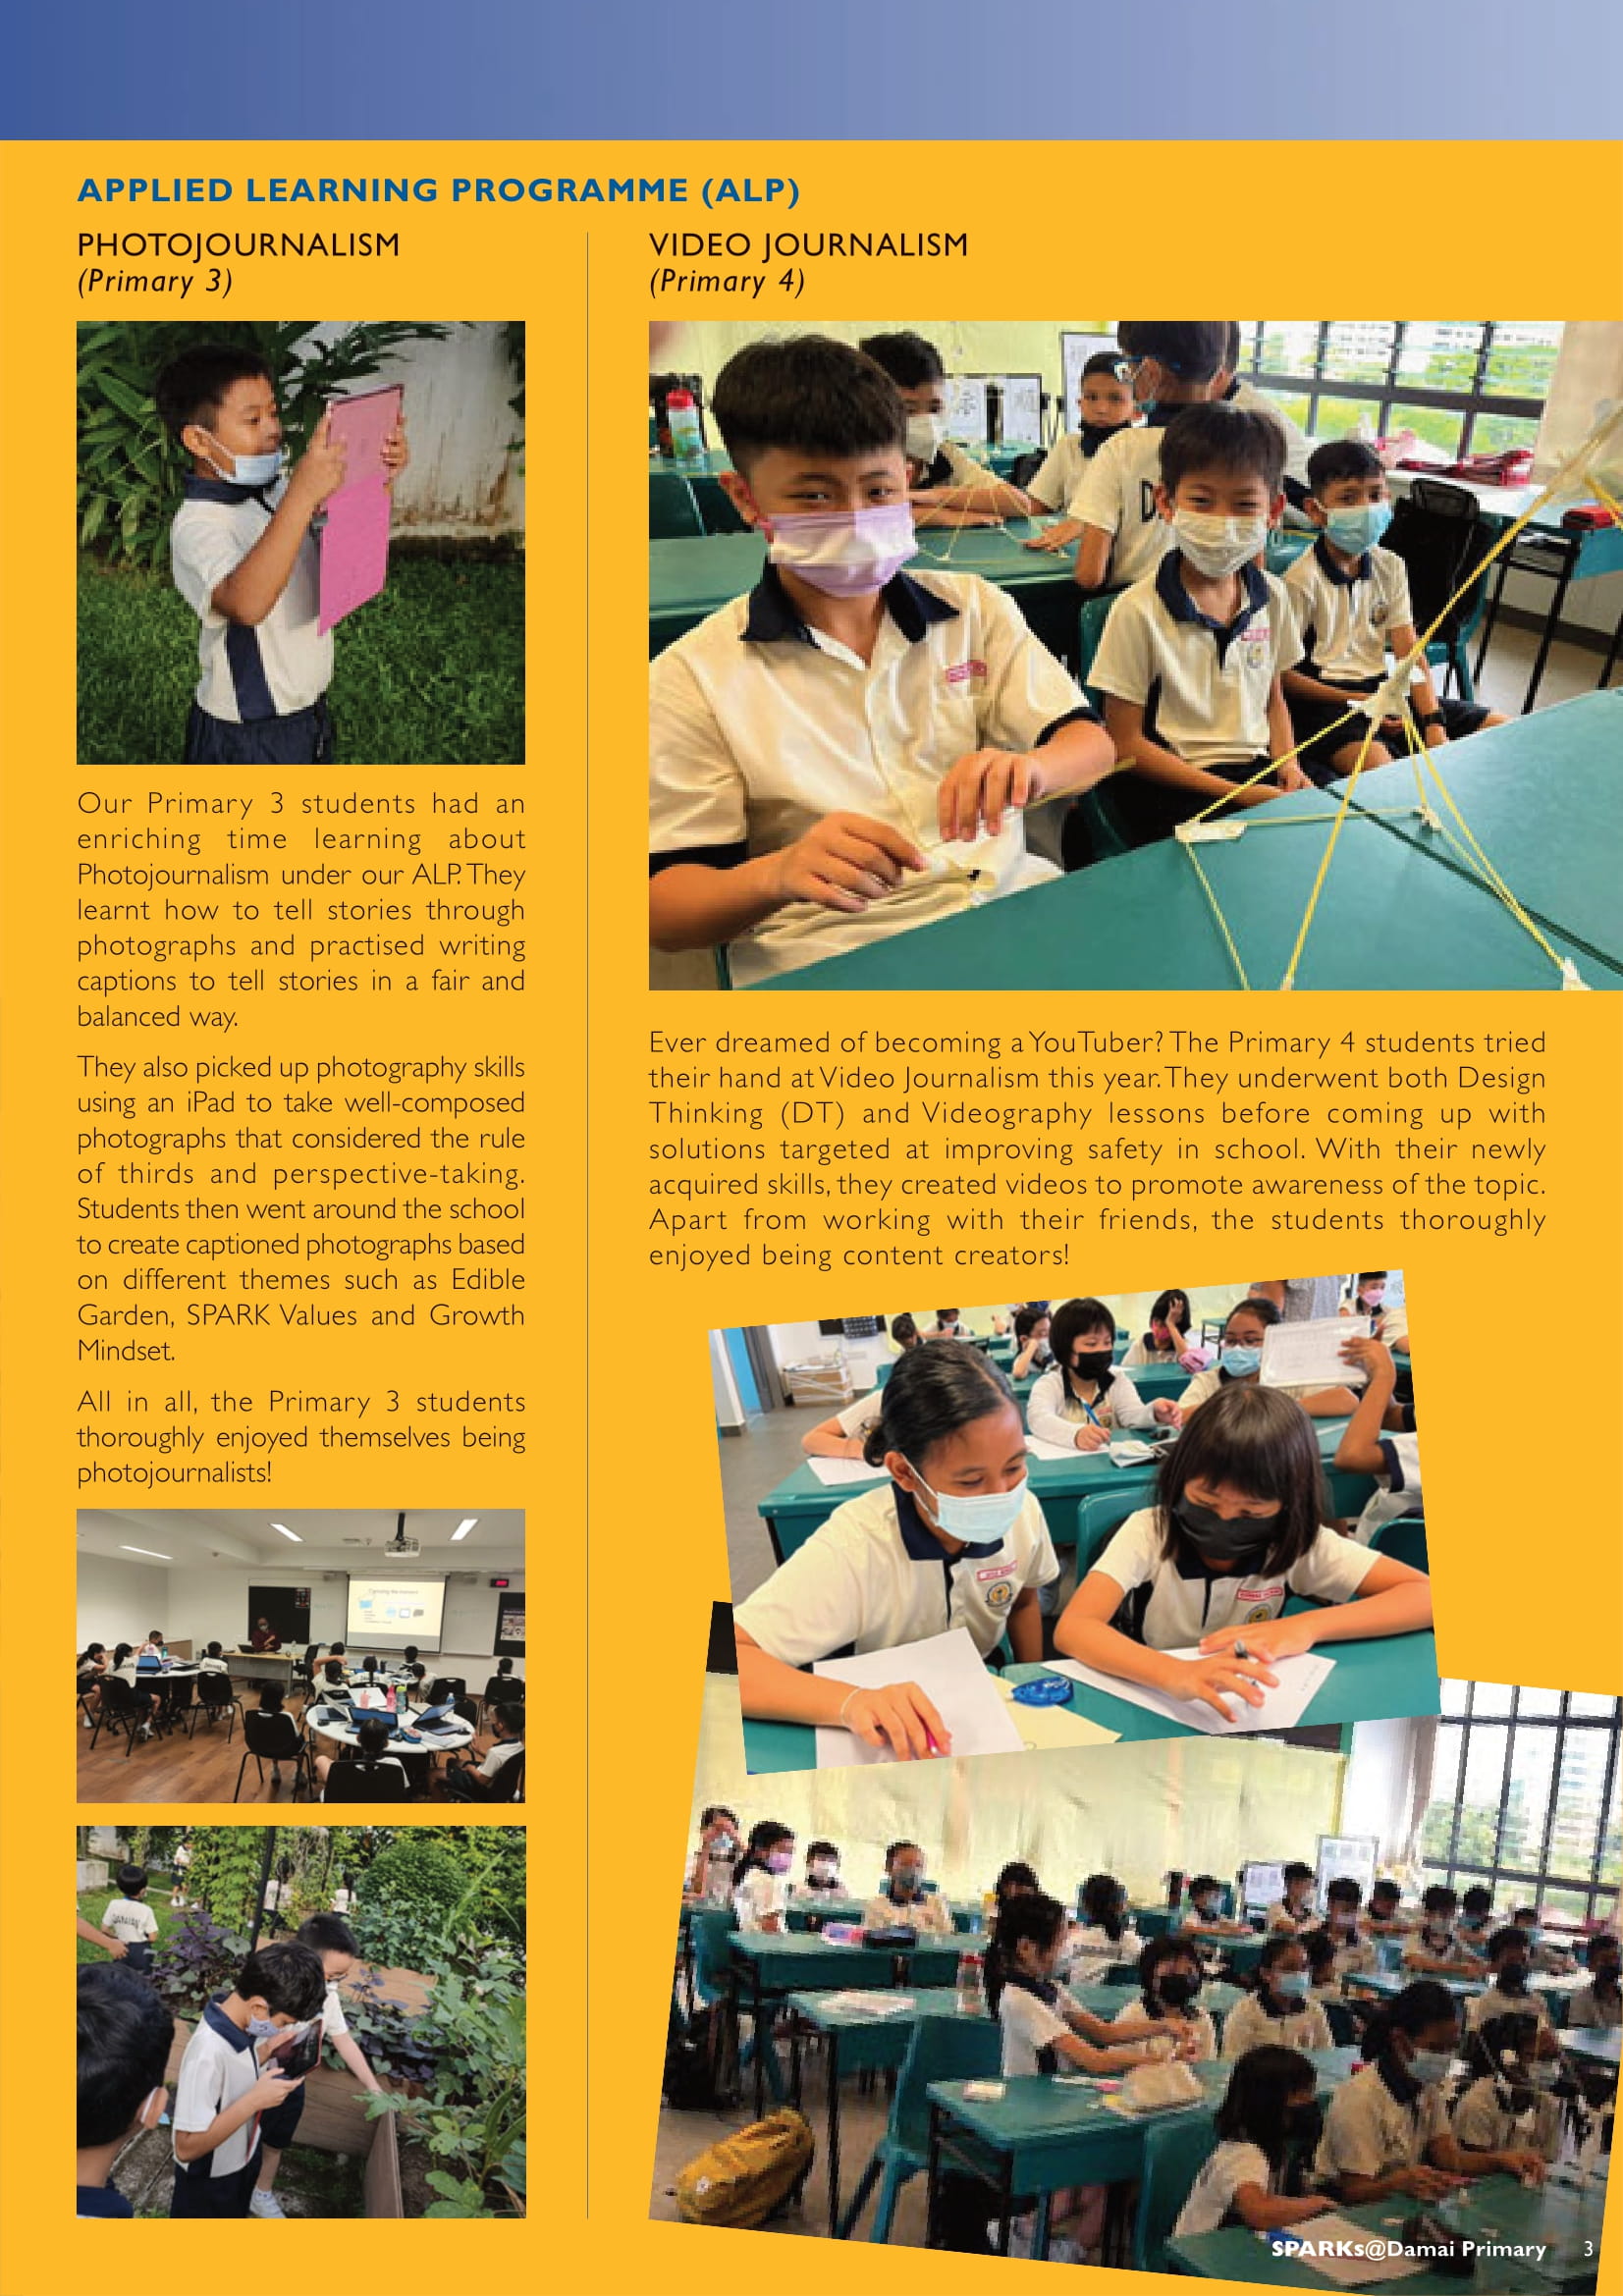 APPLIED LEARNING PROGRAMME (ALP)
PHOTOJOURNALISM
(Primary 3)
Our Primary 3 students had an
enriching time learning about
Photojournalism under our ALP. They
learnt how to tell stories through
photographs and practised writing
captions to tell stories in a fair and
balanced way.
They also picked up photography skills
using an iPad to take well-composed
photographs that considered the rule
of thirds and perspective-taking.
Students then went around the school
to create captioned photographs based
on different themes such as Edible
Garden, SPARK Values and Growth
Mindset.
All in all, the Primary 3 students
thoroughly enjoyed themselves being
photojournalists!
VIDEO JOURNALISM
(Primary 4)
Ever dreamed of becoming a YouTuber? The Primary 4 students tried
their hand at Video Journalism this year. They underwent both Design
Thinking (DT) and Videography lessons before coming up with
solutions targeted at improving safety in school. With their newly
acquired skills, they created videos to promote awareness of the topic.
Apart from working with their friends, the students thoroughly
enjoyed being content creators!
SPARKs@Damai Primary 3